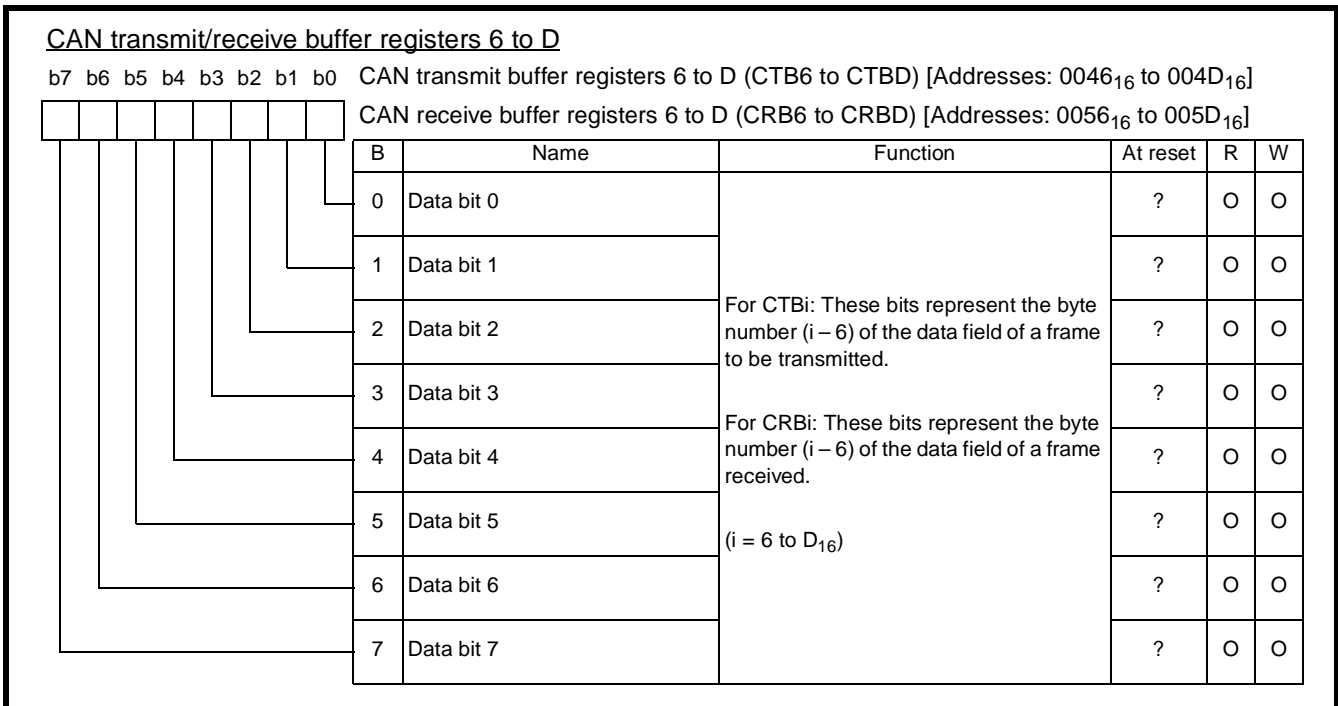 CAN transmit/receive buffer registers 6 to D
b7 b6 b5 b4 b3 b2 b1 b0 CAN transmit buffer registers 6 to D (CTB6 to CTBD) [Addresses: 0046₁₆ to 004D₁₆]
CAN receive buffer registers 6 to D (CRB6 to CRBD) [Addresses: 0056₁₆ to 005D₁₆]
B Name Function At reset R W
0 Data bit 0 ? O O
1 Data bit 1 ? O O
2 Data bit 2 ? O O
3 Data bit 3 ? O O
4 Data bit 4 ? O O
5 Data bit 5 ? O O
6 Data bit 6 ? O O
7 Data bit 7 ? O O
For CTBi: These bits represent the byte
number (i – 6) of the data field of a frame
to be transmitted.
For CRBi: These bits represent the byte
number (i – 6) of the data field of a frame
received.
(i = 6 to D₁₆)